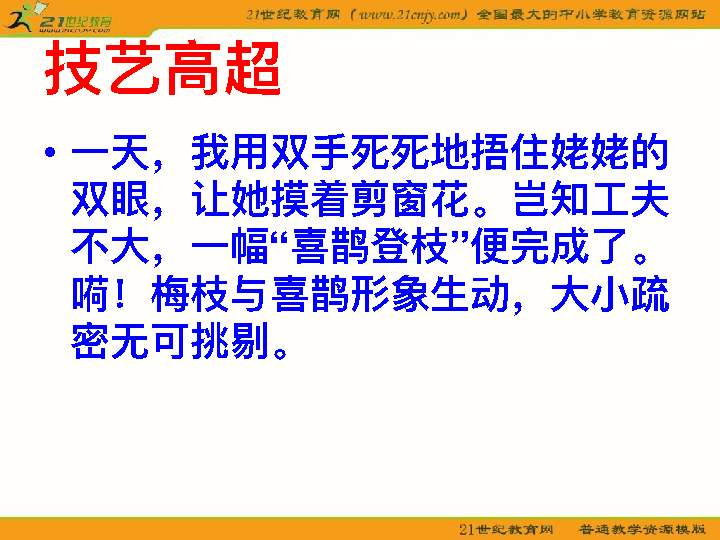 21世纪教育网
www.21cnjy.com
21世纪教育网（www.21cnjy.com）全国最大的中小学教育资源网站
技艺高超
• 一天，我用双手死死地捂住姥姥的
双眼，让她摸着剪窗花。岂知工夫
不大，一幅“喜鹊登枝”便完成了。
嗬！梅枝与喜鹊形象生动，大小疏
密无可挑剔。
21世纪教育网 普通教学资源模版